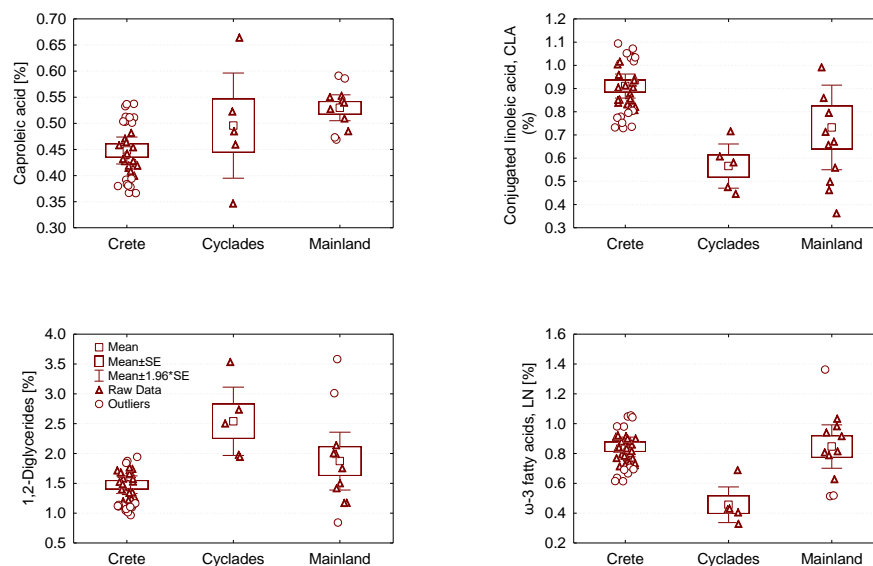 Caproleic acid [%]
0.70
0.65
0.60
0.55
0.50
0.45
0.40
0.35
0.30
Crete Cyclades Mainland
Conjugated linoleic acid, CLA
(%)
1.2
1.1
1.0
0.9
0.8
0.7
0.6
0.5
0.4
0.3
Crete Cyclades Mainland
1,2-Diglycerides [%]
4.0
3.5
3.0
2.5
2.0
1.5
1.0
0.5
Mean
Mean±SE
Mean±1.96*SE
Raw Data
Outliers
Crete Cyclades Mainland
ω-3 fatty acids, LN [%]
1.6
1.4
1.2
1.0
0.8
0.6
0.4
0.2
Crete Cyclades Mainland